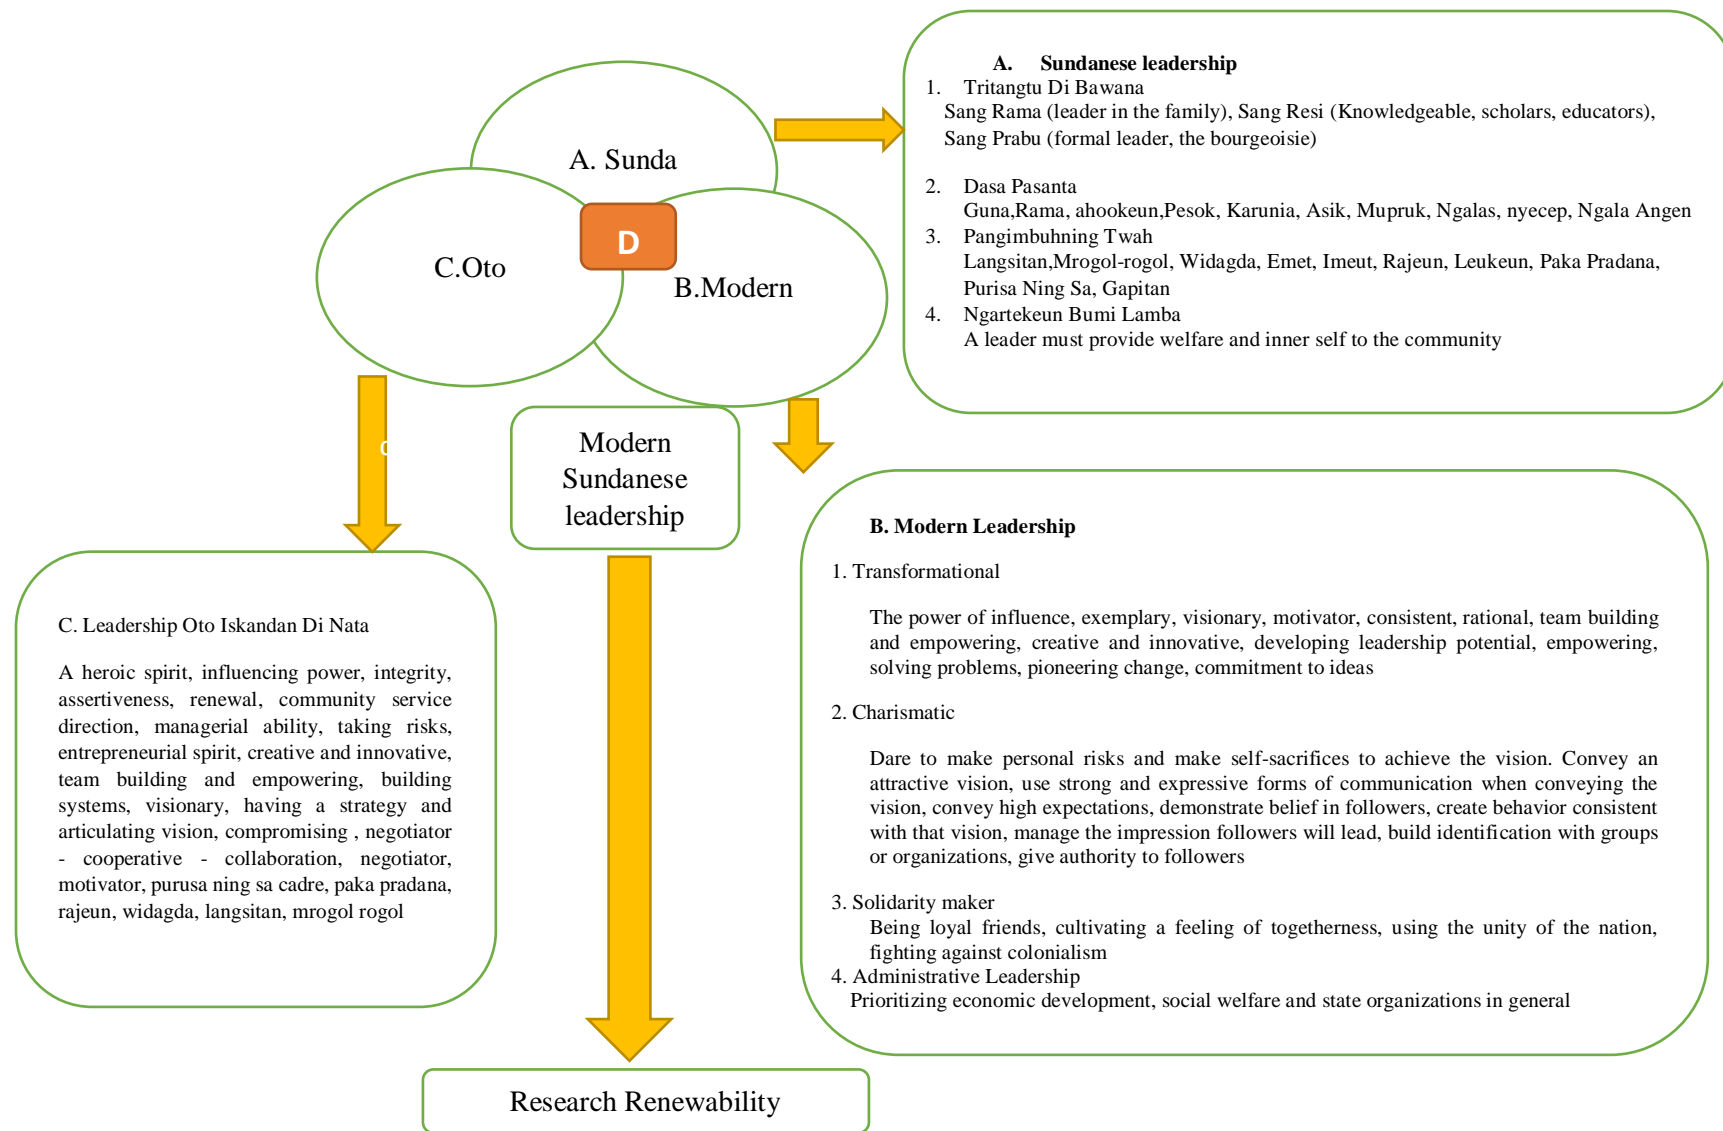 A. Sunda
C.Oto
D
B.Modern
A. Sundanese leadership
1. Tritangtu Di Bawana
Sang Rama (leader in the family), Sang Resi (Knowledgeable, scholars, educators),
Sang Prabu (formal leader, the bourgeoisie)
2. Dasa Pasanta
Guna,Rama, ahookeun,Pesok, Karunia, Asik, Mupruk, Ngalas, nyecep, Ngala Angen
3. Pangimbuhning Twah
Langsitan,Mrogol-rogol, Widagda, Emet, Imeut, Rajeun, Leukeun, Paka Pradana,
Purisa Ning Sa, Gapitan
4. Ngartekeun Bumi Lamba
A leader must provide welfare and inner self to the community
Modern
Sundanese
leadership
B. Modern Leadership
1. Transformational
The power of influence, exemplary, visionary, motivator, consistent, rational, team building
and empowering, creative and innovative, developing leadership potential, empowering,
solving problems, pioneering change, commitment to ideas
2. Charismatic
Dare to make personal risks and make self-sacrifices to achieve the vision. Convey an
attractive vision, use strong and expressive forms of communication when conveying the
vision, convey high expectations, demonstrate belief in followers, create behavior consistent
with that vision, manage the impression followers will lead, build identification with groups
or organizations, give authority to followers
3. Solidarity maker
Being loyal friends, cultivating a feeling of togetherness, using the unity of the nation,
fighting against colonialism
4. Administrative Leadership
Prioritizing economic development, social welfare and state organizations in general
C. Leadership Oto Iskandan Di Nata
A heroic spirit, influencing power, integrity,
assertiveness, renewal, community service
direction, managerial ability, taking risks,
entrepreneurial spirit, creative and innovative,
team building and empowering, building
systems, visionary, having a strategy and
articulating vision, compromising , negotiator
- cooperative - collaboration, negotiator,
motivator, purusa ning sa cadre, paka pradana,
rajeun, widagda, langsitan, mrogol rogol
Research Renewability